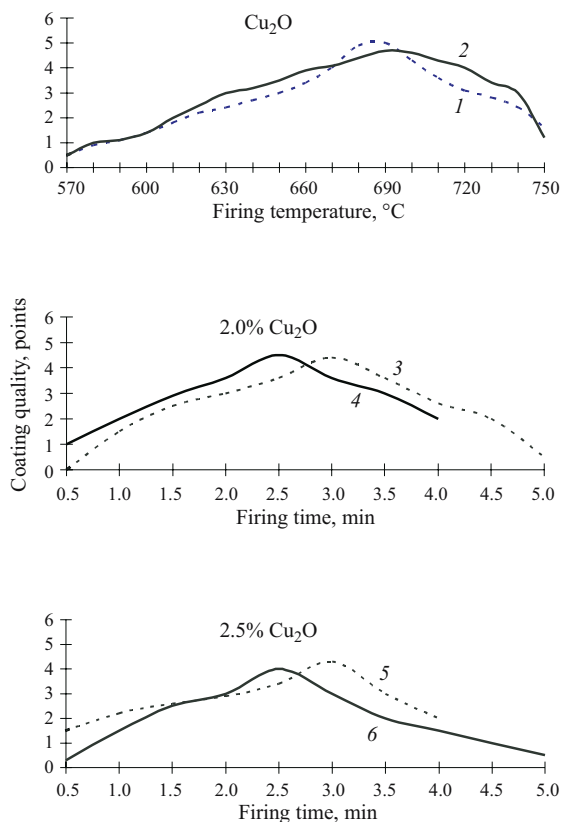 Cu₂O
6
5
4
3
2
1
0
2
1
570 600 630 660 690 720 750
Firing temperature, °C
Coating quality, points
2.0% Cu₂O
6
5
4
3
2
1
0
3
4
0.5 1.0 1.5 2.0 2.5 3.0 3.5 4.0 4.5 5.0
Firing time, min
2.5% Cu₂O
6
5
4
3
2
1
0
5
6
0.5 1.0 1.5 2.0 2.5 3.0 3.5 4.0 4.5 5.0
Firing time, min